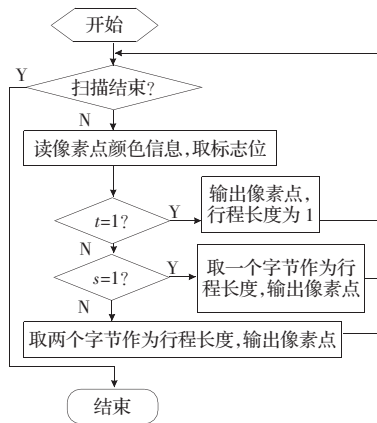 开始
Y
扫描结束?
N
读像素点颜色信息,取标志位
t=1?
Y
输出像素点,
行程长度为1
N
s=1?
Y
取一个字节作为行
程长度,输出像素点
N
取两个字节作为行程长度,输出像素点
结束